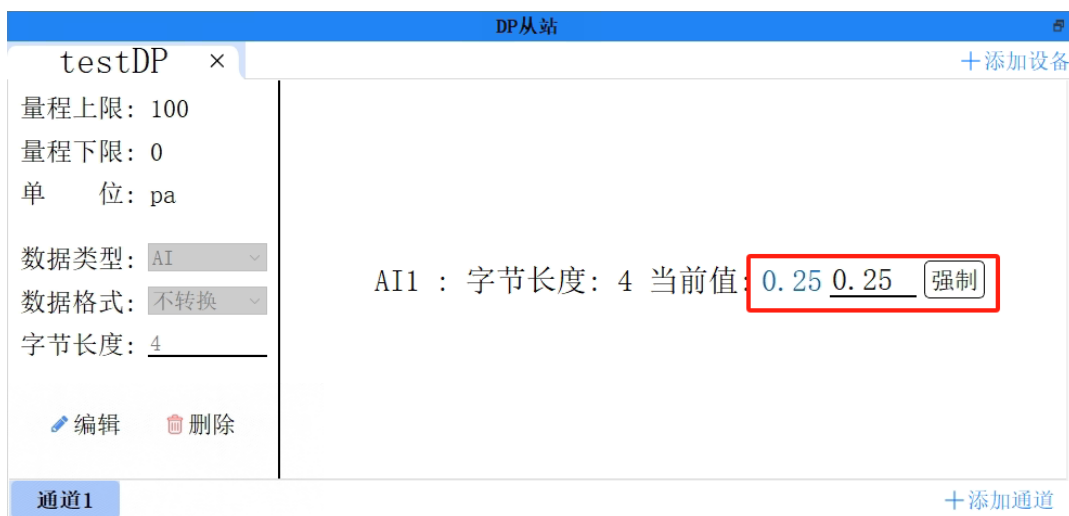 DP从站
testDP ×
+添加设备
量程上限: 100
量程下限: 0
单 位: pa
数据类型: AI
数据格式: 不转换
字节长度: 4
编辑 删除
AI1 : 字节长度: 4 当前值: 0.25 0.25 强制
通道1
+添加通道